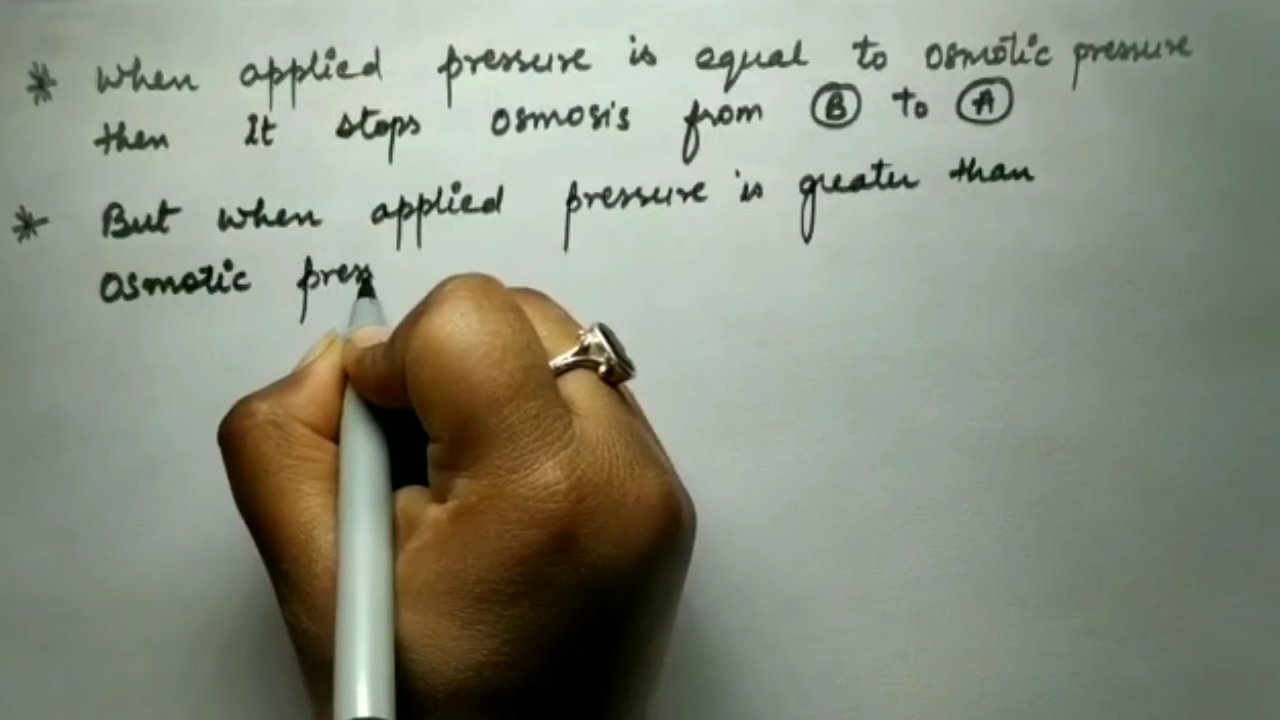 * When applied pressure is equal to osmotic pressure
then it stops osmosis from B to A
* But when applied pressure is greater than
Osmotic press